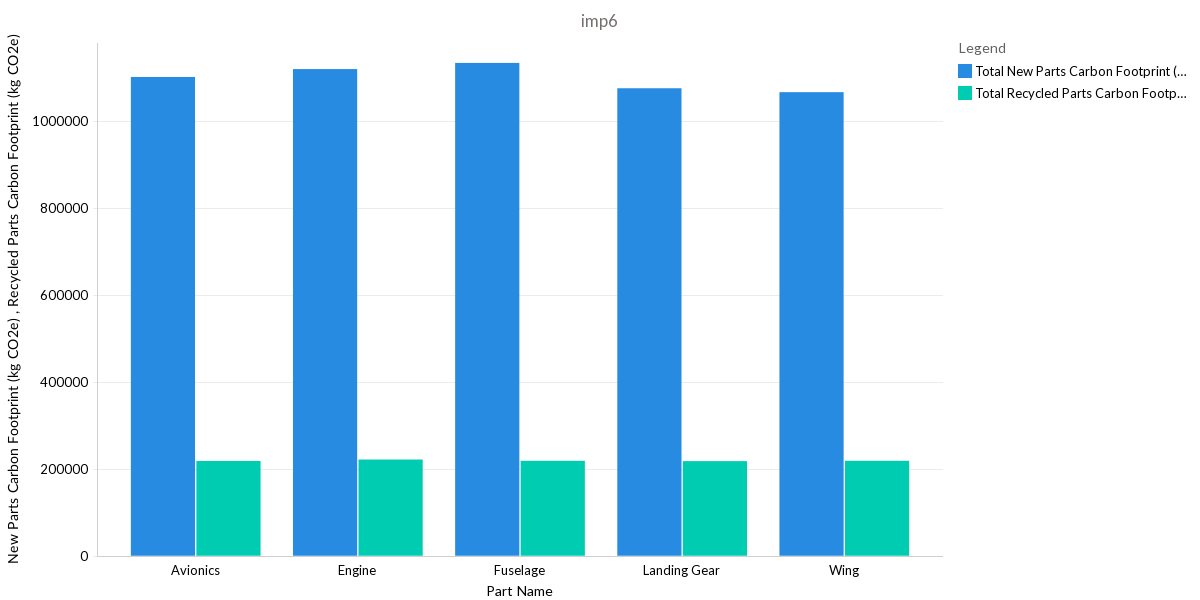 imp6
New Parts Carbon Footprint (kg CO2e) , Recycled Parts Carbon Footprint (kg CO2e)
1000000
800000
600000
400000
200000
0
Avionics
Engine
Fuselage
Landing Gear
Wing
Part Name
Legend
Total New Parts Carbon Footprint (...
Total Recycled Parts Carbon Footp...